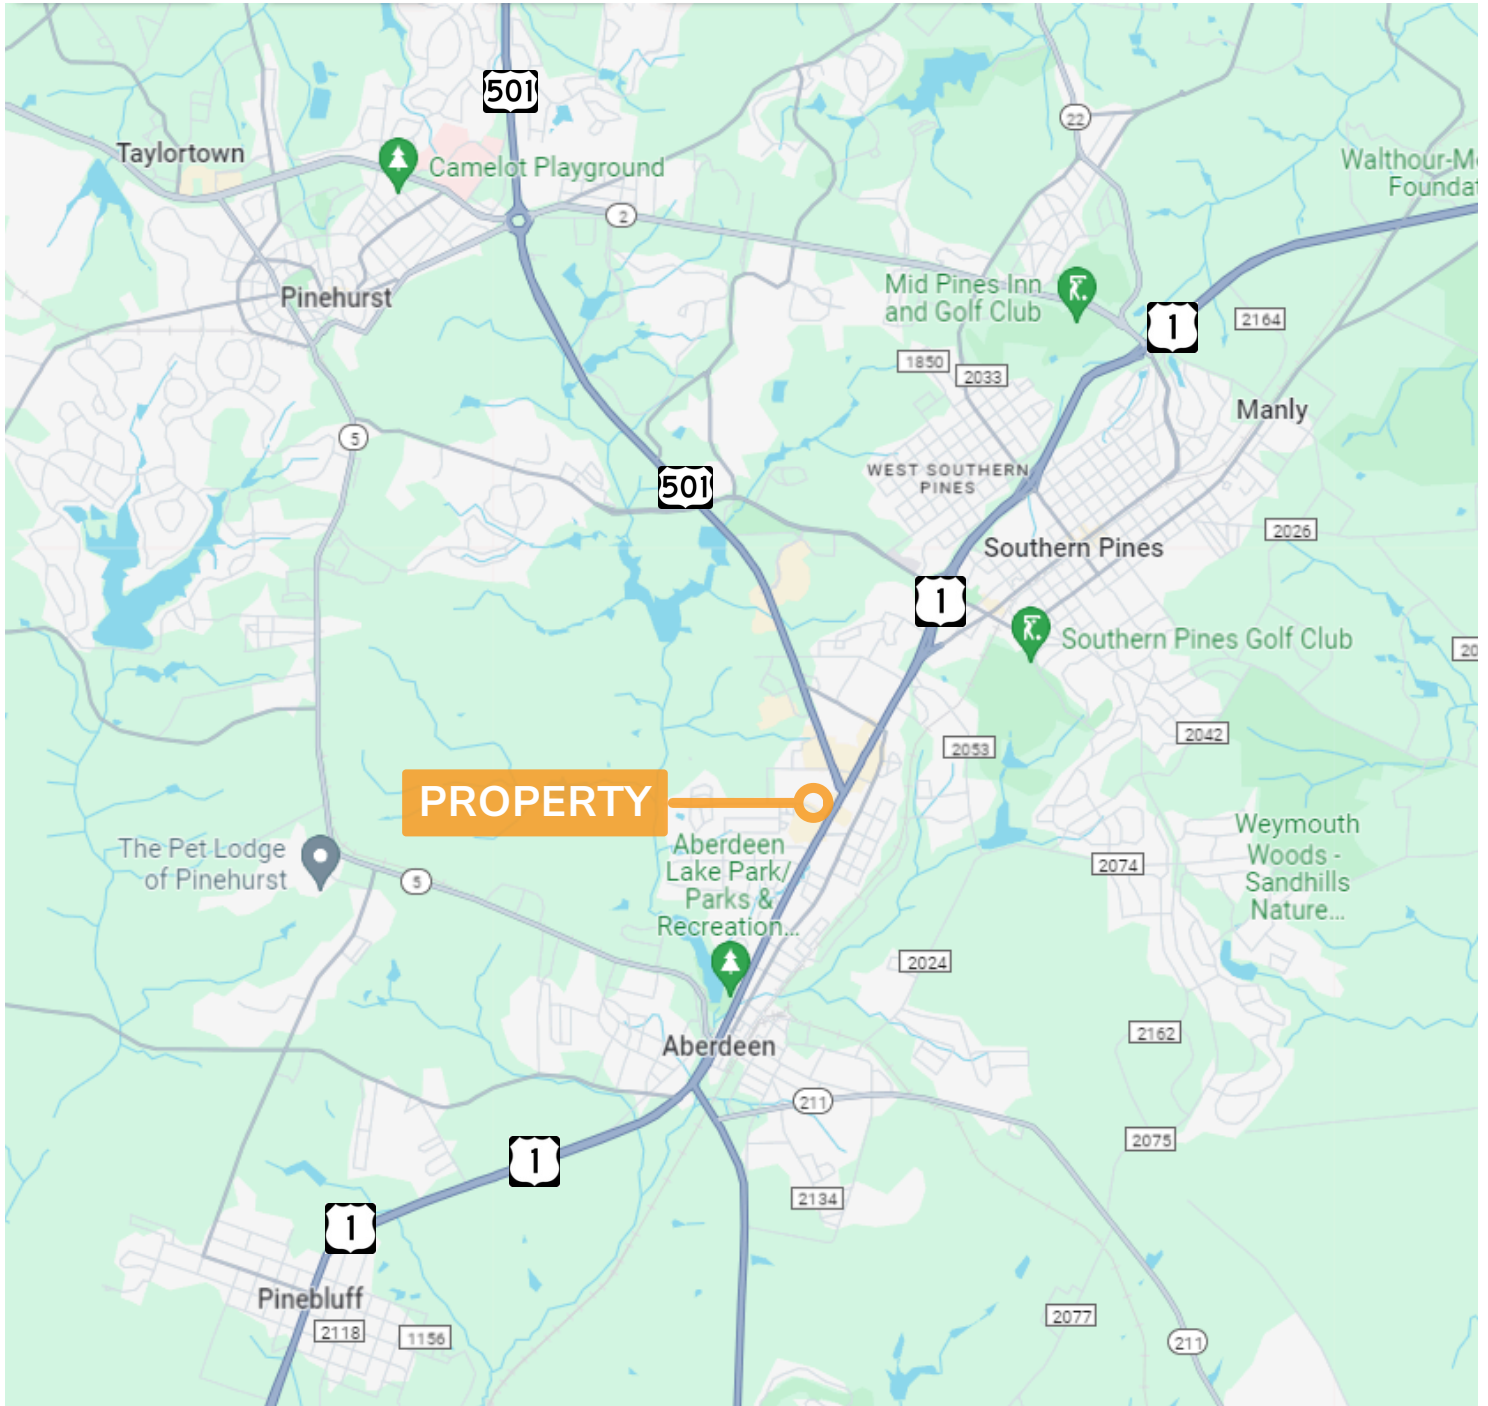 501
22
Taylortown
Camelot Playground
Walthour-M
Foundat
2
Mid Pines Inn
and Golf Club
Pinehurst
1
2164
1850
2033
Manly
5
WEST SOUTHERN
PINES
501
2026
Southern Pines
1
Southern Pines Golf Club
20
2042
2053
PROPERTY
Weymouth
Woods -
Sandhills
Nature...
Aberdeen
Lake Park/
Parks &
Recreation...
The Pet Lodge
of Pinehurst
2074
5
2024
2162
Aberdeen
211
2075
1
2134
1
Pinebluff
2077
2118
1156
211